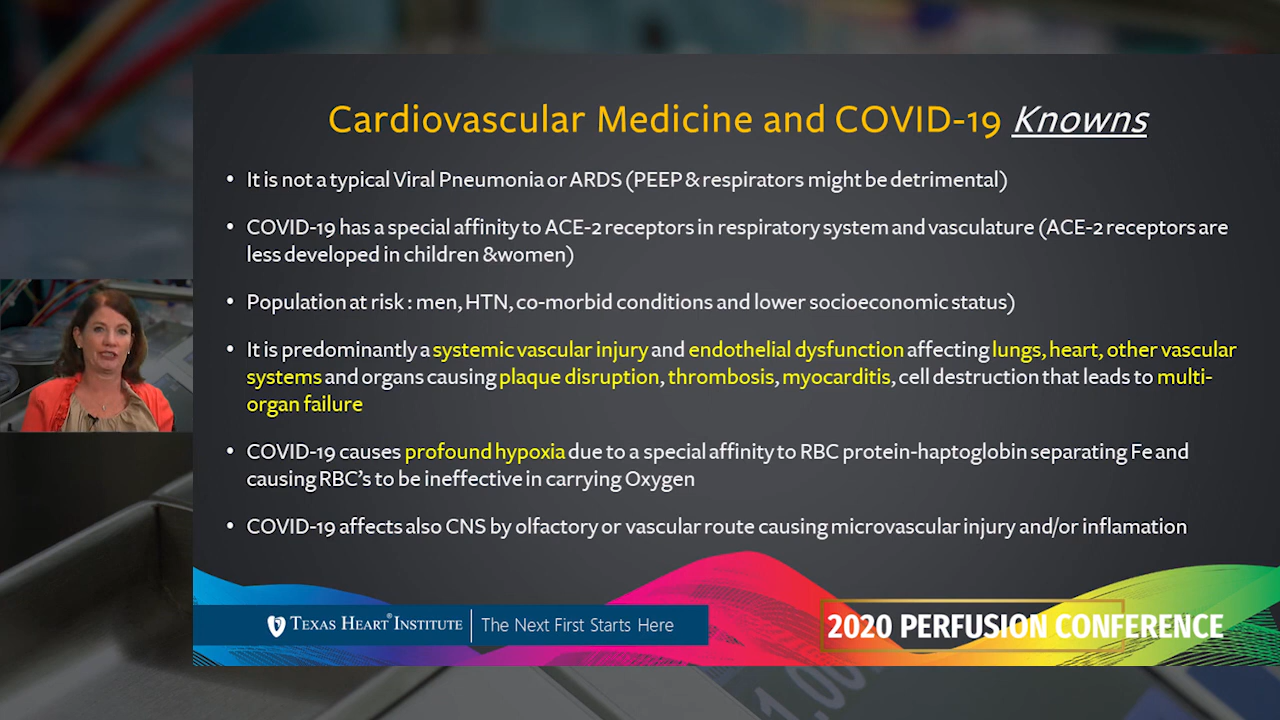 Cardiovascular Medicine and COVID-19 Knowns
• It is not a typical Viral Pneumonia or ARDS (PEEP & respirators might be detrimental)
• COVID-19 has a special affinity to ACE-2 receptors in respiratory system and vasculature (ACE-2 receptors are
less developed in children &women)
• Population at risk : men, HTN, co-morbid conditions and lower socioeconomic status)
• It is predominantly a systemic vascular injury and endothelial dysfunction affecting lungs, heart, other vascular
systems and organs causing plaque disruption, thrombosis, myocarditis, cell destruction that leads to multi-
organ failure
• COVID-19 causes profound hypoxia due to a special affinity to RBC protein-haptoglobin separating Fe and
causing RBC's to be ineffective in carrying Oxygen
• COVID-19 affects also CNS by olfactory or vascular route causing microvascular injury and/or inflamation
TEXAS HEART® INSTITUTE | The Next First Starts Here
2020 PERFUSION CONFERENCE